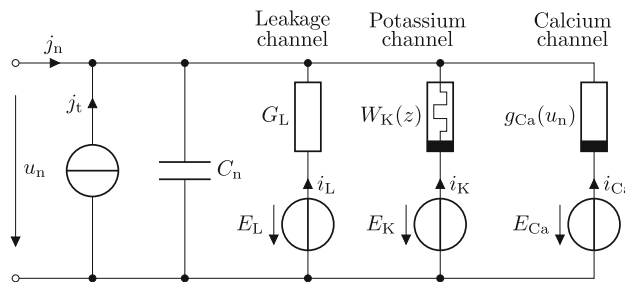 Leakage channel
Potassium channel
Calcium channel
jn
jt
GL
WK(z)
gCa(un)
un
Cn
iL
iK
iCa
EL
EK
ECa